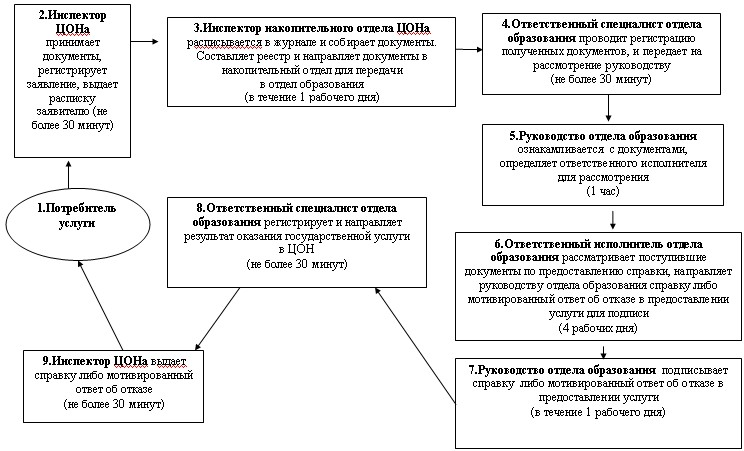 1.Потребитель
услуги
2.Инспектор
ЦОНа
принимает
документы,
регистрирует
заявление, выдает
расписку
заявителю (не
более 30 минут)
3.Инспектор накопительного отдела ЦОНа
расписывается в журнале и собирает документы.
Составляет реестр и направляет документы в
накопительный отдел для передачи
в отдел образования
(в течение 1 рабочего дня)
4.Ответственный специалист отдела
образования проводит регистрацию
полученных документов, и передает на
рассмотрение руководству
(не более 30 минут)
5.Руководство отдела образования
ознакамливается с документами,
определяет ответственного исполнителя
для рассмотрения
(1 час)
6.Ответственный исполнитель отдела
образования рассматривает поступившие
документы по предоставлению справки, направляет
руководству отдела образования справку либо
мотивированный ответ об отказе в предоставлении
услуги для подписи
(4 рабочих дня)
7.Руководство отдела образования подписывает
справку либо мотивированный ответ об отказе в
предоставлении услуги
(в течение 1 рабочего дня)
8.Ответственный специалист отдела
образования регистрирует и направляет
результат оказания государственной услуги
в ЦОН
(не более 30 минут)
9.Инспектор ЦОНа выдает
справку либо мотивированный
ответ об отказе
(не более 30 минут)